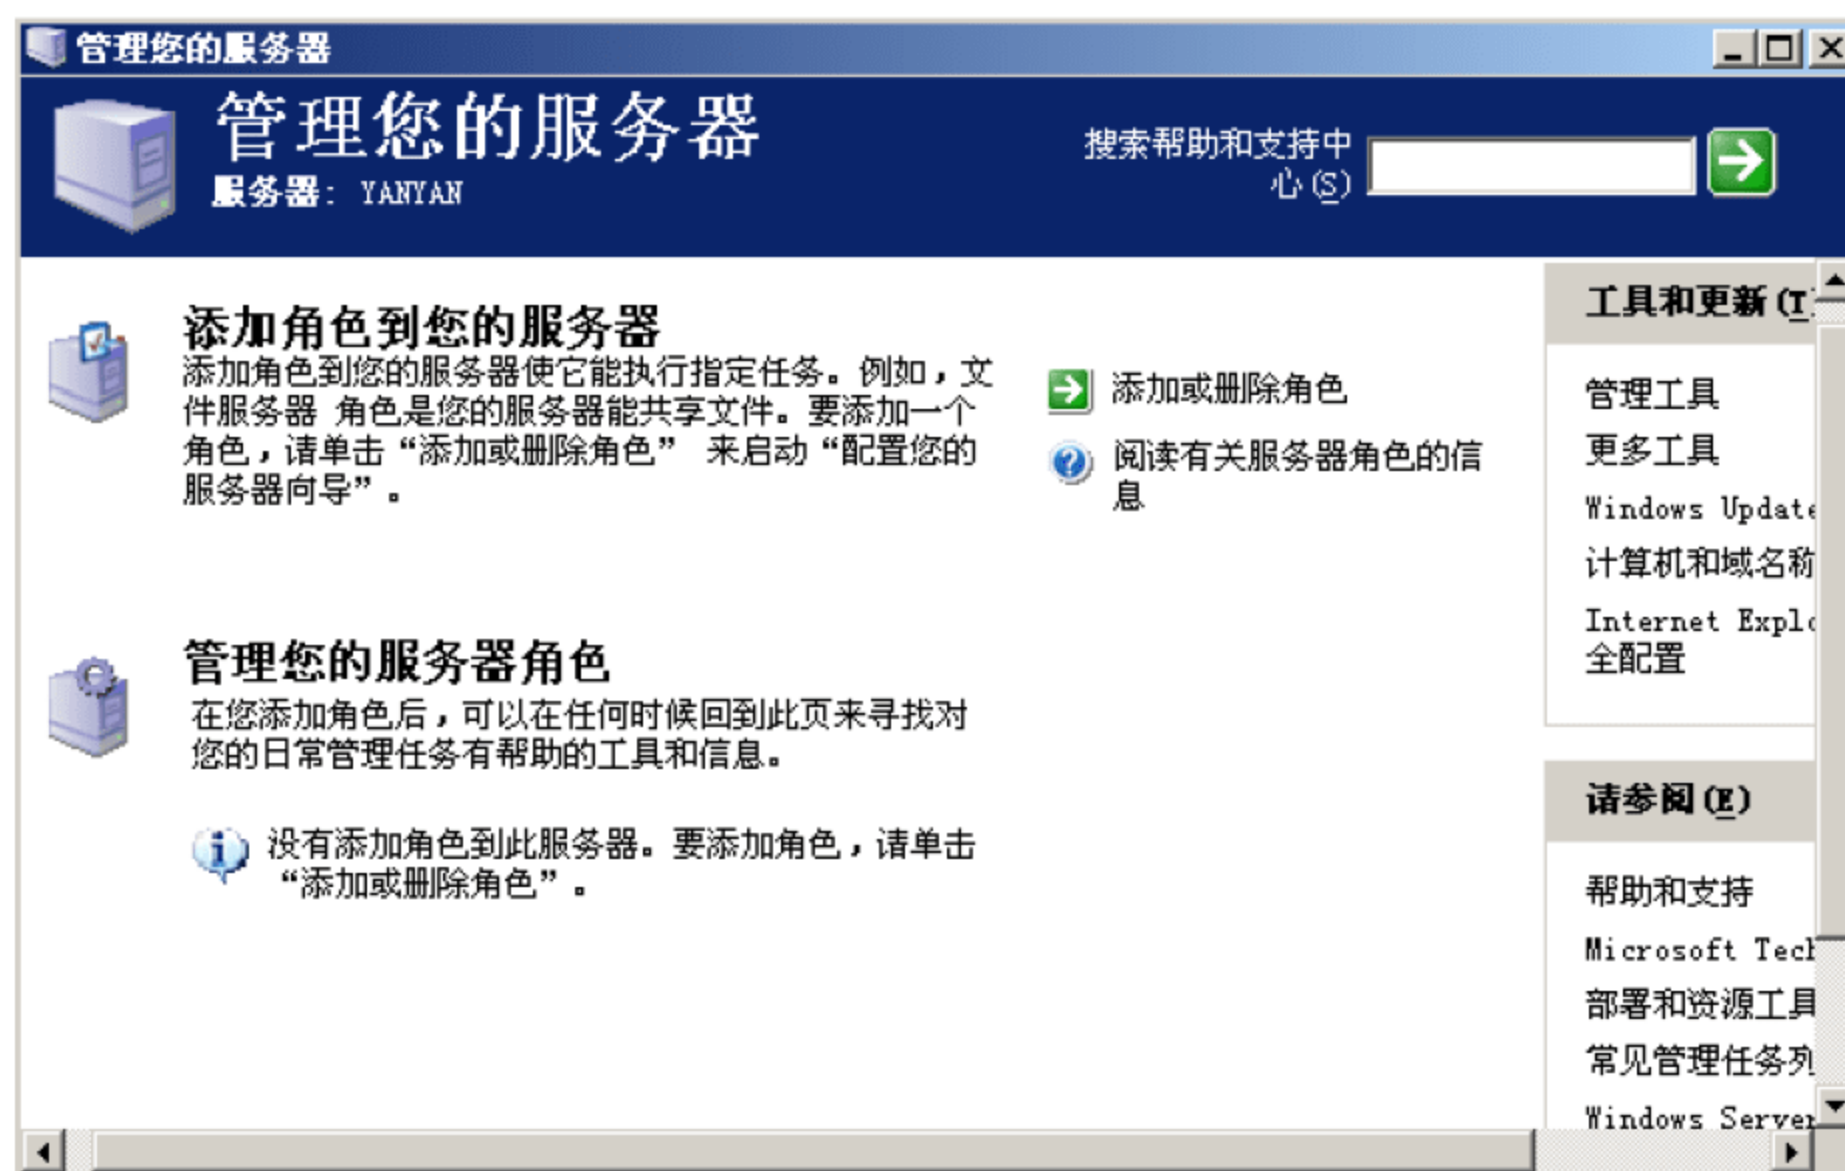 管理您的服务器
管理您的服务器
服务器: YANYAN
搜索帮助和支持中
心(S)
添加角色到您的服务器
添加角色到您的服务器使它能执行指定任务。例如，文
件服务器 角色是您的服务器能共享文件。要添加一个
角色，请单击“添加或删除角色” 来启动“配置您的
服务器向导”。
添加或删除角色
阅读有关服务器角色的信
息
管理您的服务器角色
在您添加角色后，可以在任何时候回到此页来寻找对
您的日常管理任务有帮助的工具和信息。
没有添加角色到此服务器。要添加角色，请单击
“添加或删除角色”。
工具和更新(T)
管理工具
更多工具
Windows Update
计算机和域名称
Internet Explo
全配置
请参阅(E)
帮助和支持
Microsoft Tech
部署和资源工具
常见管理任务列
Windows Server